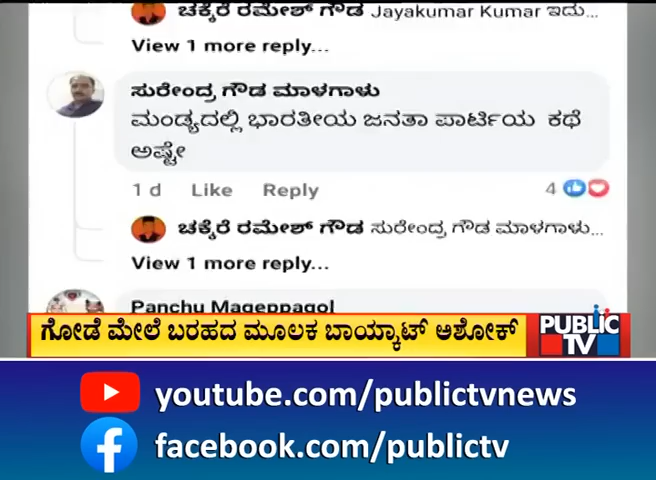 ಚಕ್ಕೆರೆ ರಮೇಶ್ ಗೌಡ Jayakumar Kumar ಇದು...
View 1 more reply...
ಸುರೇಂದ್ರ ಗೌಡ ಮಾಳಗಾಳು
ಮಂಡ್ಯದಲ್ಲಿ ಭಾರತೀಯ ಜನತಾ ಪಾರ್ಟಿಯ ಕಥೆ
ಅಷ್ಟೇ
1 d Like Reply 4
ಚಕ್ಕೆರೆ ರಮೇಶ್ ಗೌಡ ಸುರೇಂದ್ರ ಗೌಡ ಮಾಳಗಾಳು...
View 1 more reply...
Panchu Mageppagol
ಗೋಡೆ ಮೇಲೆ ಬರಹದ ಮೂಲಕ ಬಾಯ್ಕಾಟ್ ಆಶೋಕ್
PUBLIC
TV
youtube.com/publictvnews
facebook.com/publictv